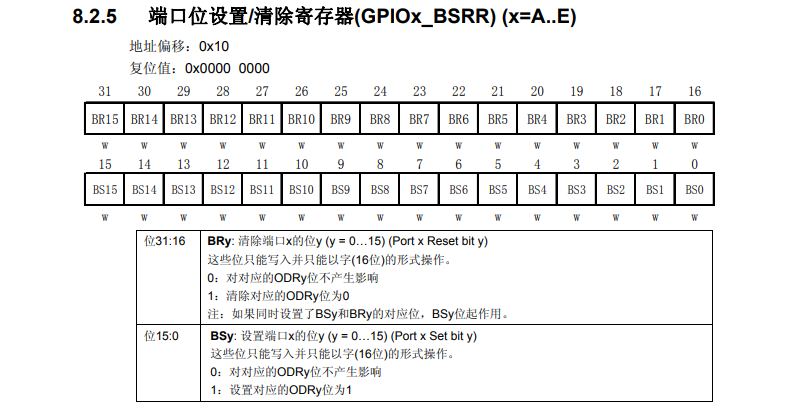 8.2.5 端口位设置/清除寄存器(GPIOx_BSRR) (x=A..E)
地址偏移：0x10
复位值：0x0000 0000
31 30 29 28 27 26 25 24 23 22 21 20 19 18 17 16
BR15 BR14 BR13 BR12 BR11 BR10 BR9 BR8 BR7 BR6 BR5 BR4 BR3 BR2 BR1 BR0
w w w w w w w w w w w w w w w w
15 14 13 12 11 10 9 8 7 6 5 4 3 2 1 0
BS15 BS14 BS13 BS12 BS11 BS10 BS9 BS8 BS7 BS6 BS5 BS4 BS3 BS2 BS1 BS0
w w w w w w w w w w w w w w w w
位31:16 BRy: 清除端口x的位y (y = 0…15) (Port x Reset bit y)
这些位只能写入并只能以字(16位)的形式操作。
0：对对应的ODRy位不产生影响
1：清除对应的ODRy位为0
注：如果同时设置了BSy和BRy的对应位，BSy位起作用。
位15:0 BSy: 设置端口x的位y (y = 0…15) (Port x Set bit y)
这些位只能写入并只能以字(16位)的形式操作。
0：对对应的ODRy位不产生影响
1：设置对应的ODRy位为1